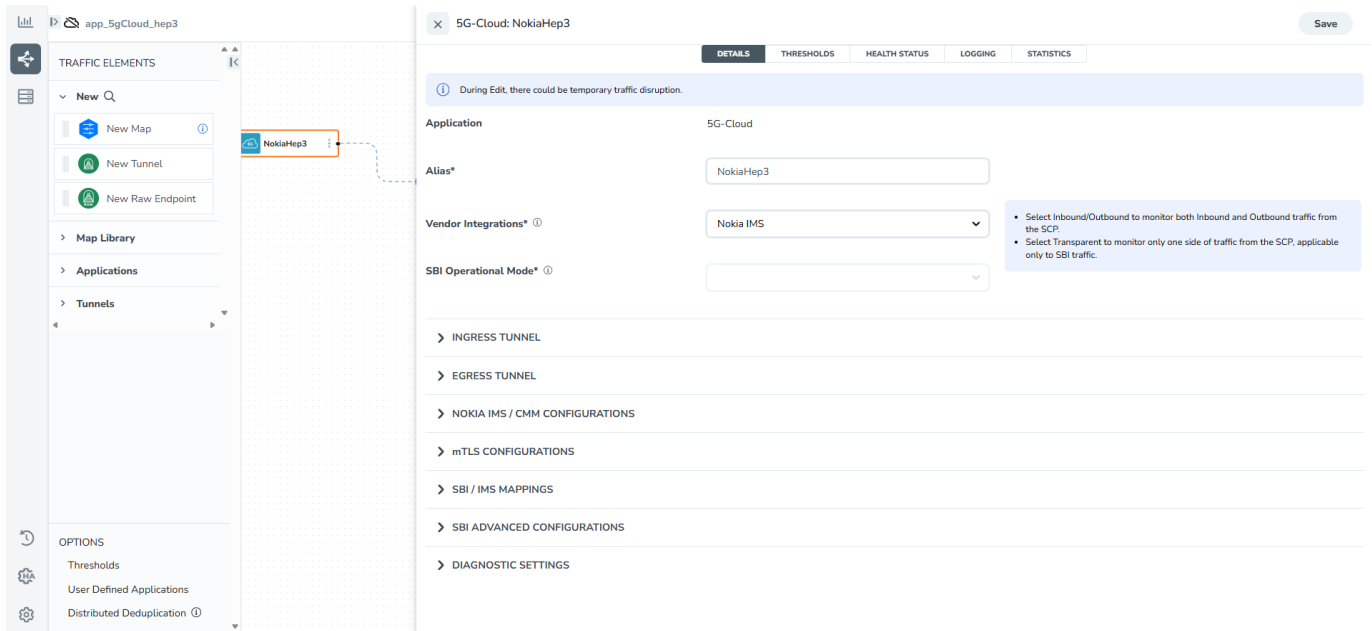 app_5gCloud_hep3
TRAFFIC ELEMENTS
New
New Map
New Tunnel
New Raw Endpoint
Map Library
Applications
Tunnels
OPTIONS
Thresholds
User Defined Applications
Distributed Deduplication
HA
5G
NokiaHep3
5G-Cloud: NokiaHep3
Save
DETAILS
THRESHOLDS
HEALTH STATUS
LOGGING
STATISTICS
During Edit, there could be temporary traffic disruption.
Application
5G-Cloud
Alias*
NokiaHep3
Vendor Integrations*
Nokia IMS
• Select Inbound/Outbound to monitor both Inbound and Outbound traffic from
the SCP.
• Select Transparent to monitor only one side of traffic from the SCP, applicable
only to SBI traffic.
SBI Operational Mode*
INGRESS TUNNEL
EGRESS TUNNEL
NOKIA IMS / CMM CONFIGURATIONS
mTLS CONFIGURATIONS
SBI / IMS MAPPINGS
SBI ADVANCED CONFIGURATIONS
DIAGNOSTIC SETTINGS